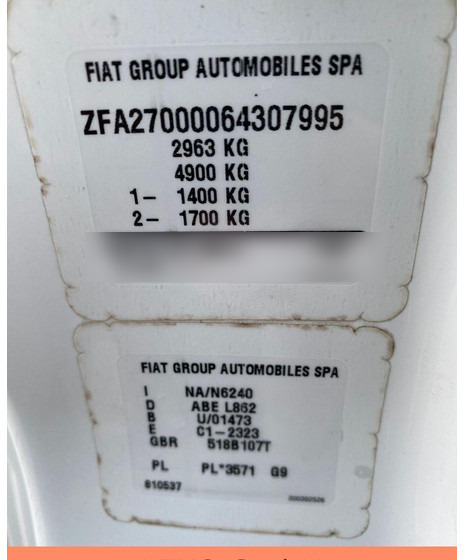 FIAT GROUP AUTOMOBILES SPA
ZFA27000064307995
2963 KG
4900 KG
1- 1400 KG
2- 1700 KG
FIAT GROUP AUTOMOBILES SPA
I NA/N6240
D ABE L862
B U/01473
E C1-2323
GBR 518B107T
PL PL*3571 G9
610537